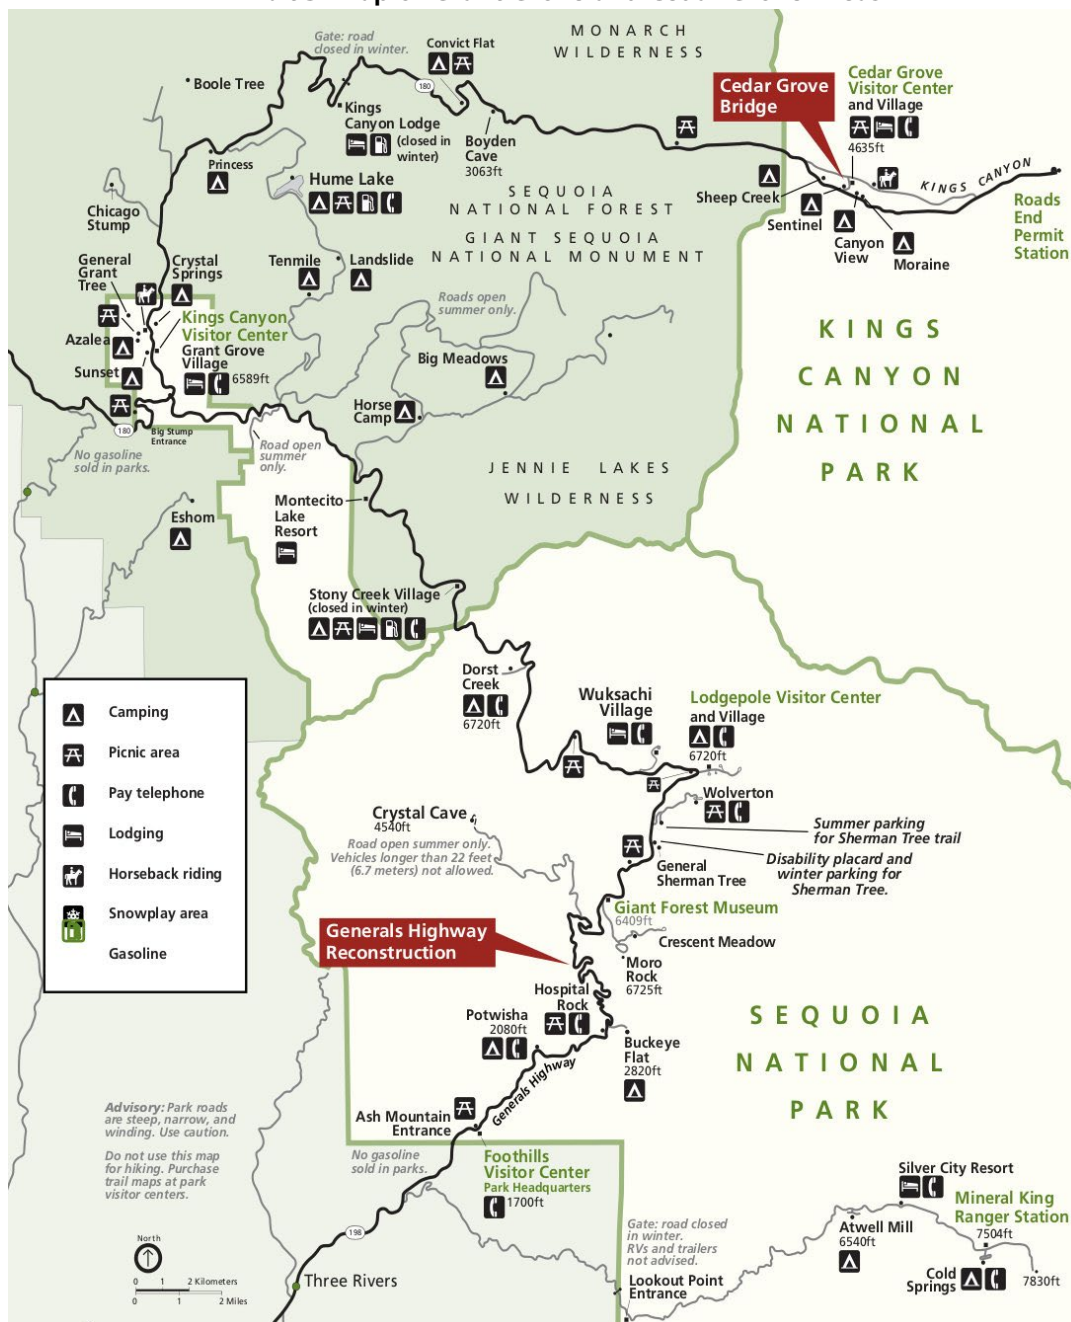 MONARCH
WILDERNESS
Gate: road
closed in winter.
Convict Flat
Boole Tree
180
Kings
Canyon Lodge
(closed in
winter)
Boyden
Cave
3063ft
Cedar Grove
Bridge
Cedar Grove
Visitor Center
and Village
4635ft
KINGS CANYON
Roads
End
Permit
Station
Sheep Creek
Sentinel
Canyon
View
Moraine
Princess
Hume Lake
Chicago
Stump
SEQUOIA
NATIONAL FOREST
GIANT SEQUOIA
NATIONAL MONUMENT
General
Grant
Tree
Crystal
Springs
Tenmile
Landslide
Kings Canyon
Visitor Center
Grant Grove
Village
6589ft
Azalea
Sunset
Roads open
summer only.
Big Meadows
Horse
Camp
KINGS
CANYON
NATIONAL
PARK
180
Big Stump
Entrance
No gasoline
sold in parks.
Road open
summer
only.
JENNIE LAKES
WILDERNESS
Montecito
Lake
Resort
Eshom
Stony Creek Village
(closed in winter)
Dorst
Creek
6720ft
Wuksachi
Village
Lodgepole Visitor Center
and Village
6720ft
Wolverton
Camping
Picnic area
Pay telephone
Lodging
Horseback riding
Snowplay area
Gasoline
Crystal Cave
4540ft
Road open summer only.
Vehicles longer than 22 feet
(6.7 meters) not allowed.
Summer parking
for Sherman Tree trail
Disability placard and
winter parking for
Sherman Tree.
General
Sherman Tree
Giant Forest Museum
6409ft
Crescent Meadow
Moro
Rock
6725ft
Generals Highway
Reconstruction
Hospital
Rock
Potwisha
2080ft
Buckeye
Flat
2820ft
Generals Highway
Ash Mountain
Entrance
SEQUOIA
NATIONAL
PARK
Advisory: Park roads
are steep, narrow, and
winding. Use caution.
Do not use this map
for hiking. Purchase
trail maps at park
visitor centers.
No gasoline
sold in parks.
Foothills
Visitor Center
Park Headquarters
1700ft
198
North
0 1 2 Kilometers
0 1 2 Miles
Three Rivers
Gate: road closed
in winter.
RVs and trailers
not advised.
Lookout Point
Entrance
Silver City Resort
Mineral King
Ranger Station
7504ft
Atwell Mill
6540ft
Cold
Springs
7830ft